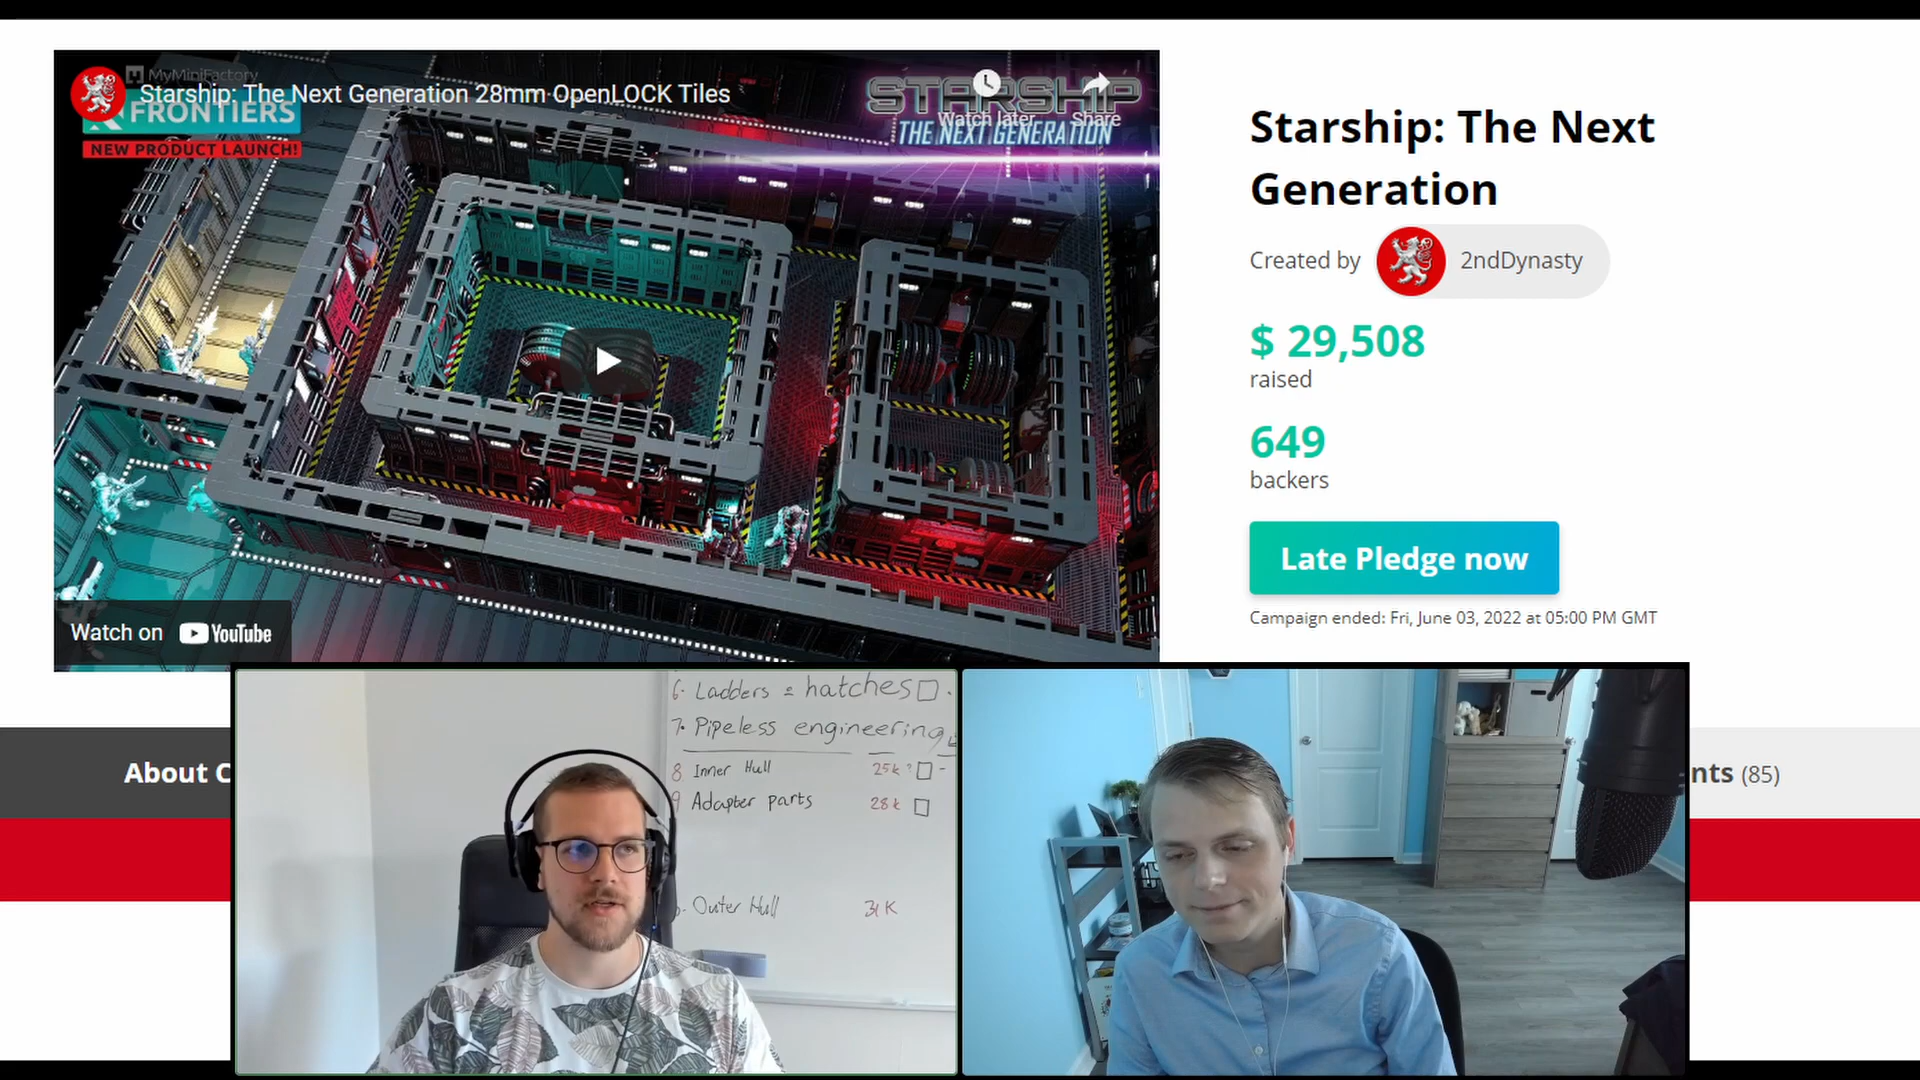 MyMiniFactory
Starship: The Next Generation 28mm OpenLOCK Tiles
FRONTIERS
NEW PRODUCT LAUNCH!
STARSHIP
THE NEXT GENERATION
Watch later
Share
Watch on YouTube
Starship: The Next
Generation
Created by 2ndDynasty
$ 29,508
raised
649
backers
Late Pledge now
Campaign ended: Fri, June 03, 2022 at 05:00 PM GMT
About C
nts (85)
6. Ladders & hatches
7. Pipeless engineering
8 Inner Hull 25k
9 Adapter parts 28k
Outer Hull 31K